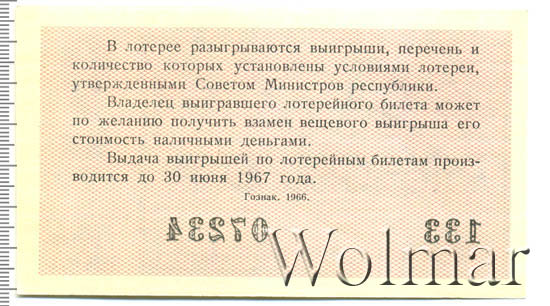 В лотерее разыгрываются выигрыши, перечень и
количество которых установлены условиями лотереи,
утвержденными Советом Министров республики.
Владелец выигравшего лотерейного билета может
по желанию получить взамен вещевого выигрыша его
стоимость наличными деньгами.
Выдача выигрышей по лотерейным билетам произ-
водится до 30 июня 1967 года.
Гознак. 1966.
07234 133
Wolmar